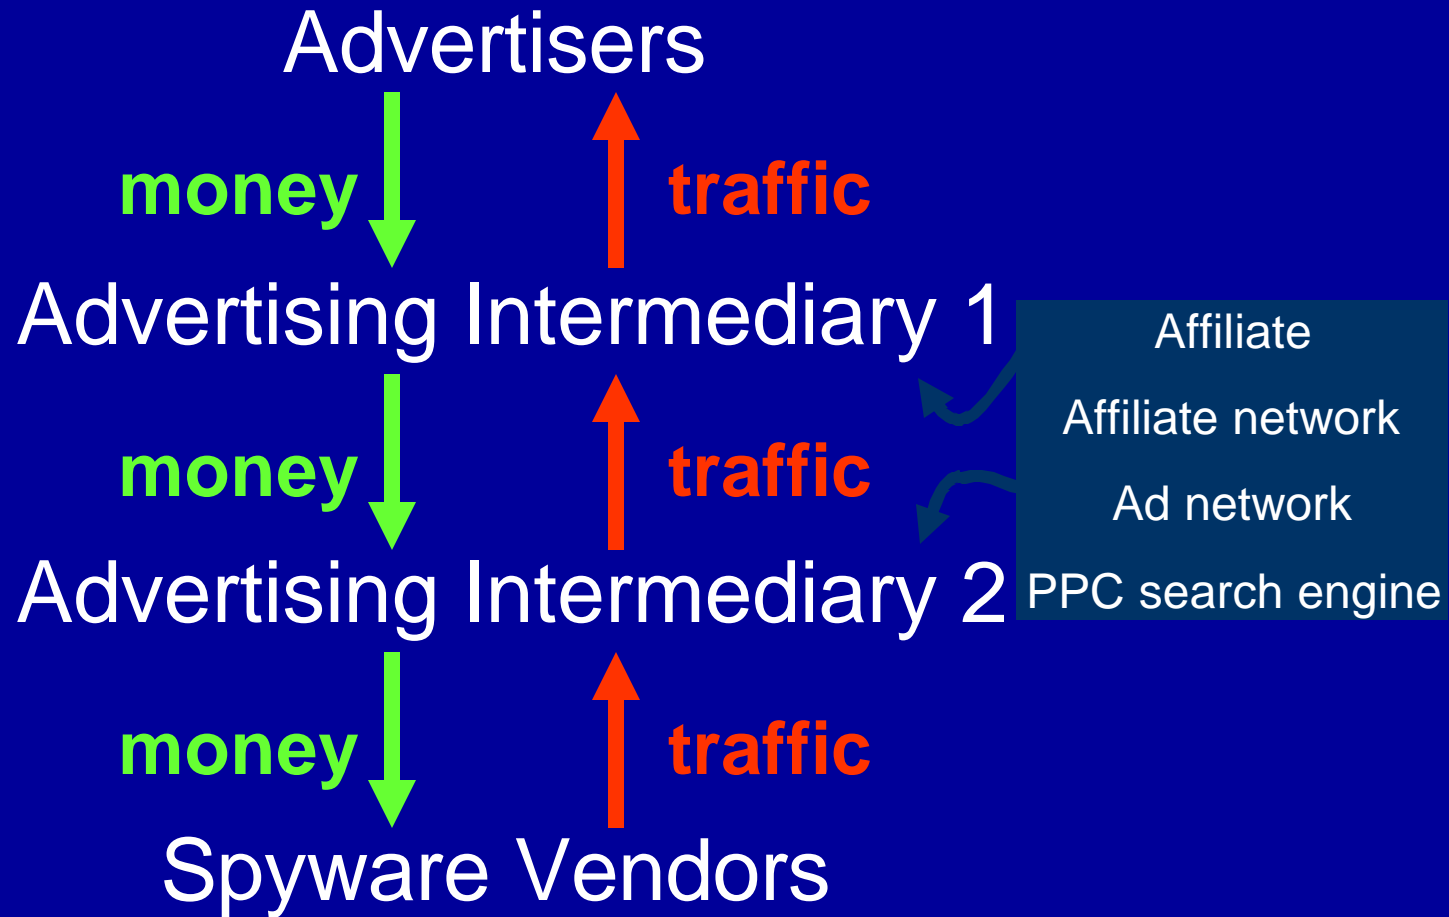 Advertisers
money traffic
Advertising Intermediary 1
Affiliate
Affiliate network
money traffic
Ad network
Advertising Intermediary 2
PPC search engine
money traffic
Spyware Vendors